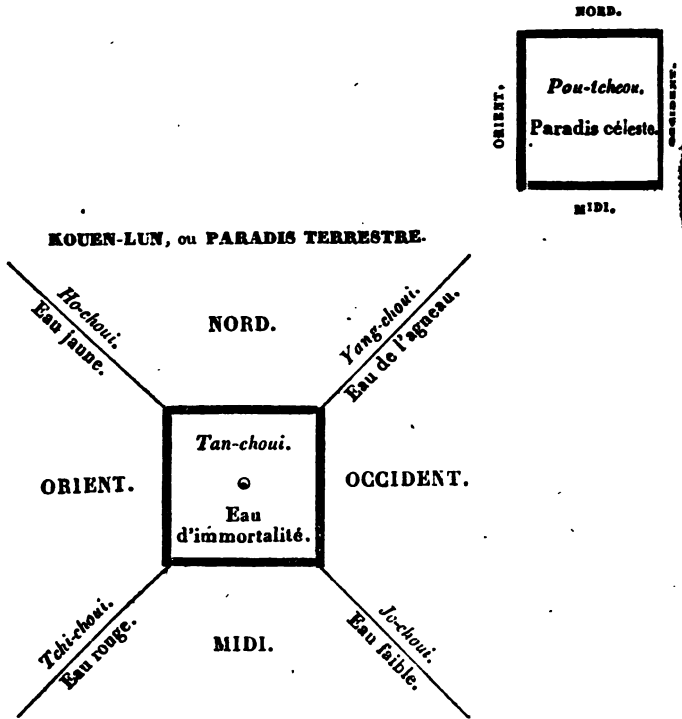 NORD.
ORIENT.
Pou-tcheou.
Paradis céleste.
OCCIDENT.
MIDI.
KOUEN-LUN, ou PARADIS TERRESTRE.
Ho-choui.
Eau jaune.
NORD.
Yang-choui.
Eau de l'agneau.
ORIENT.
Tan-choui.
Eau
d'immortalité.
OCCIDENT.
Tchi-choui.
Eau rouge.
MIDI.
Jo-choui.
Eau faible.